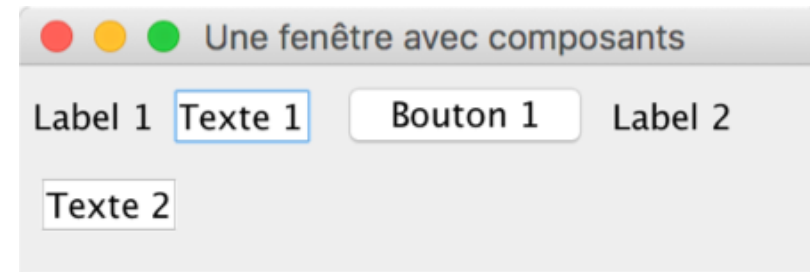 Une fenêtre avec composants
Label 1 Texte 1 Bouton 1 Label 2
Texte 2